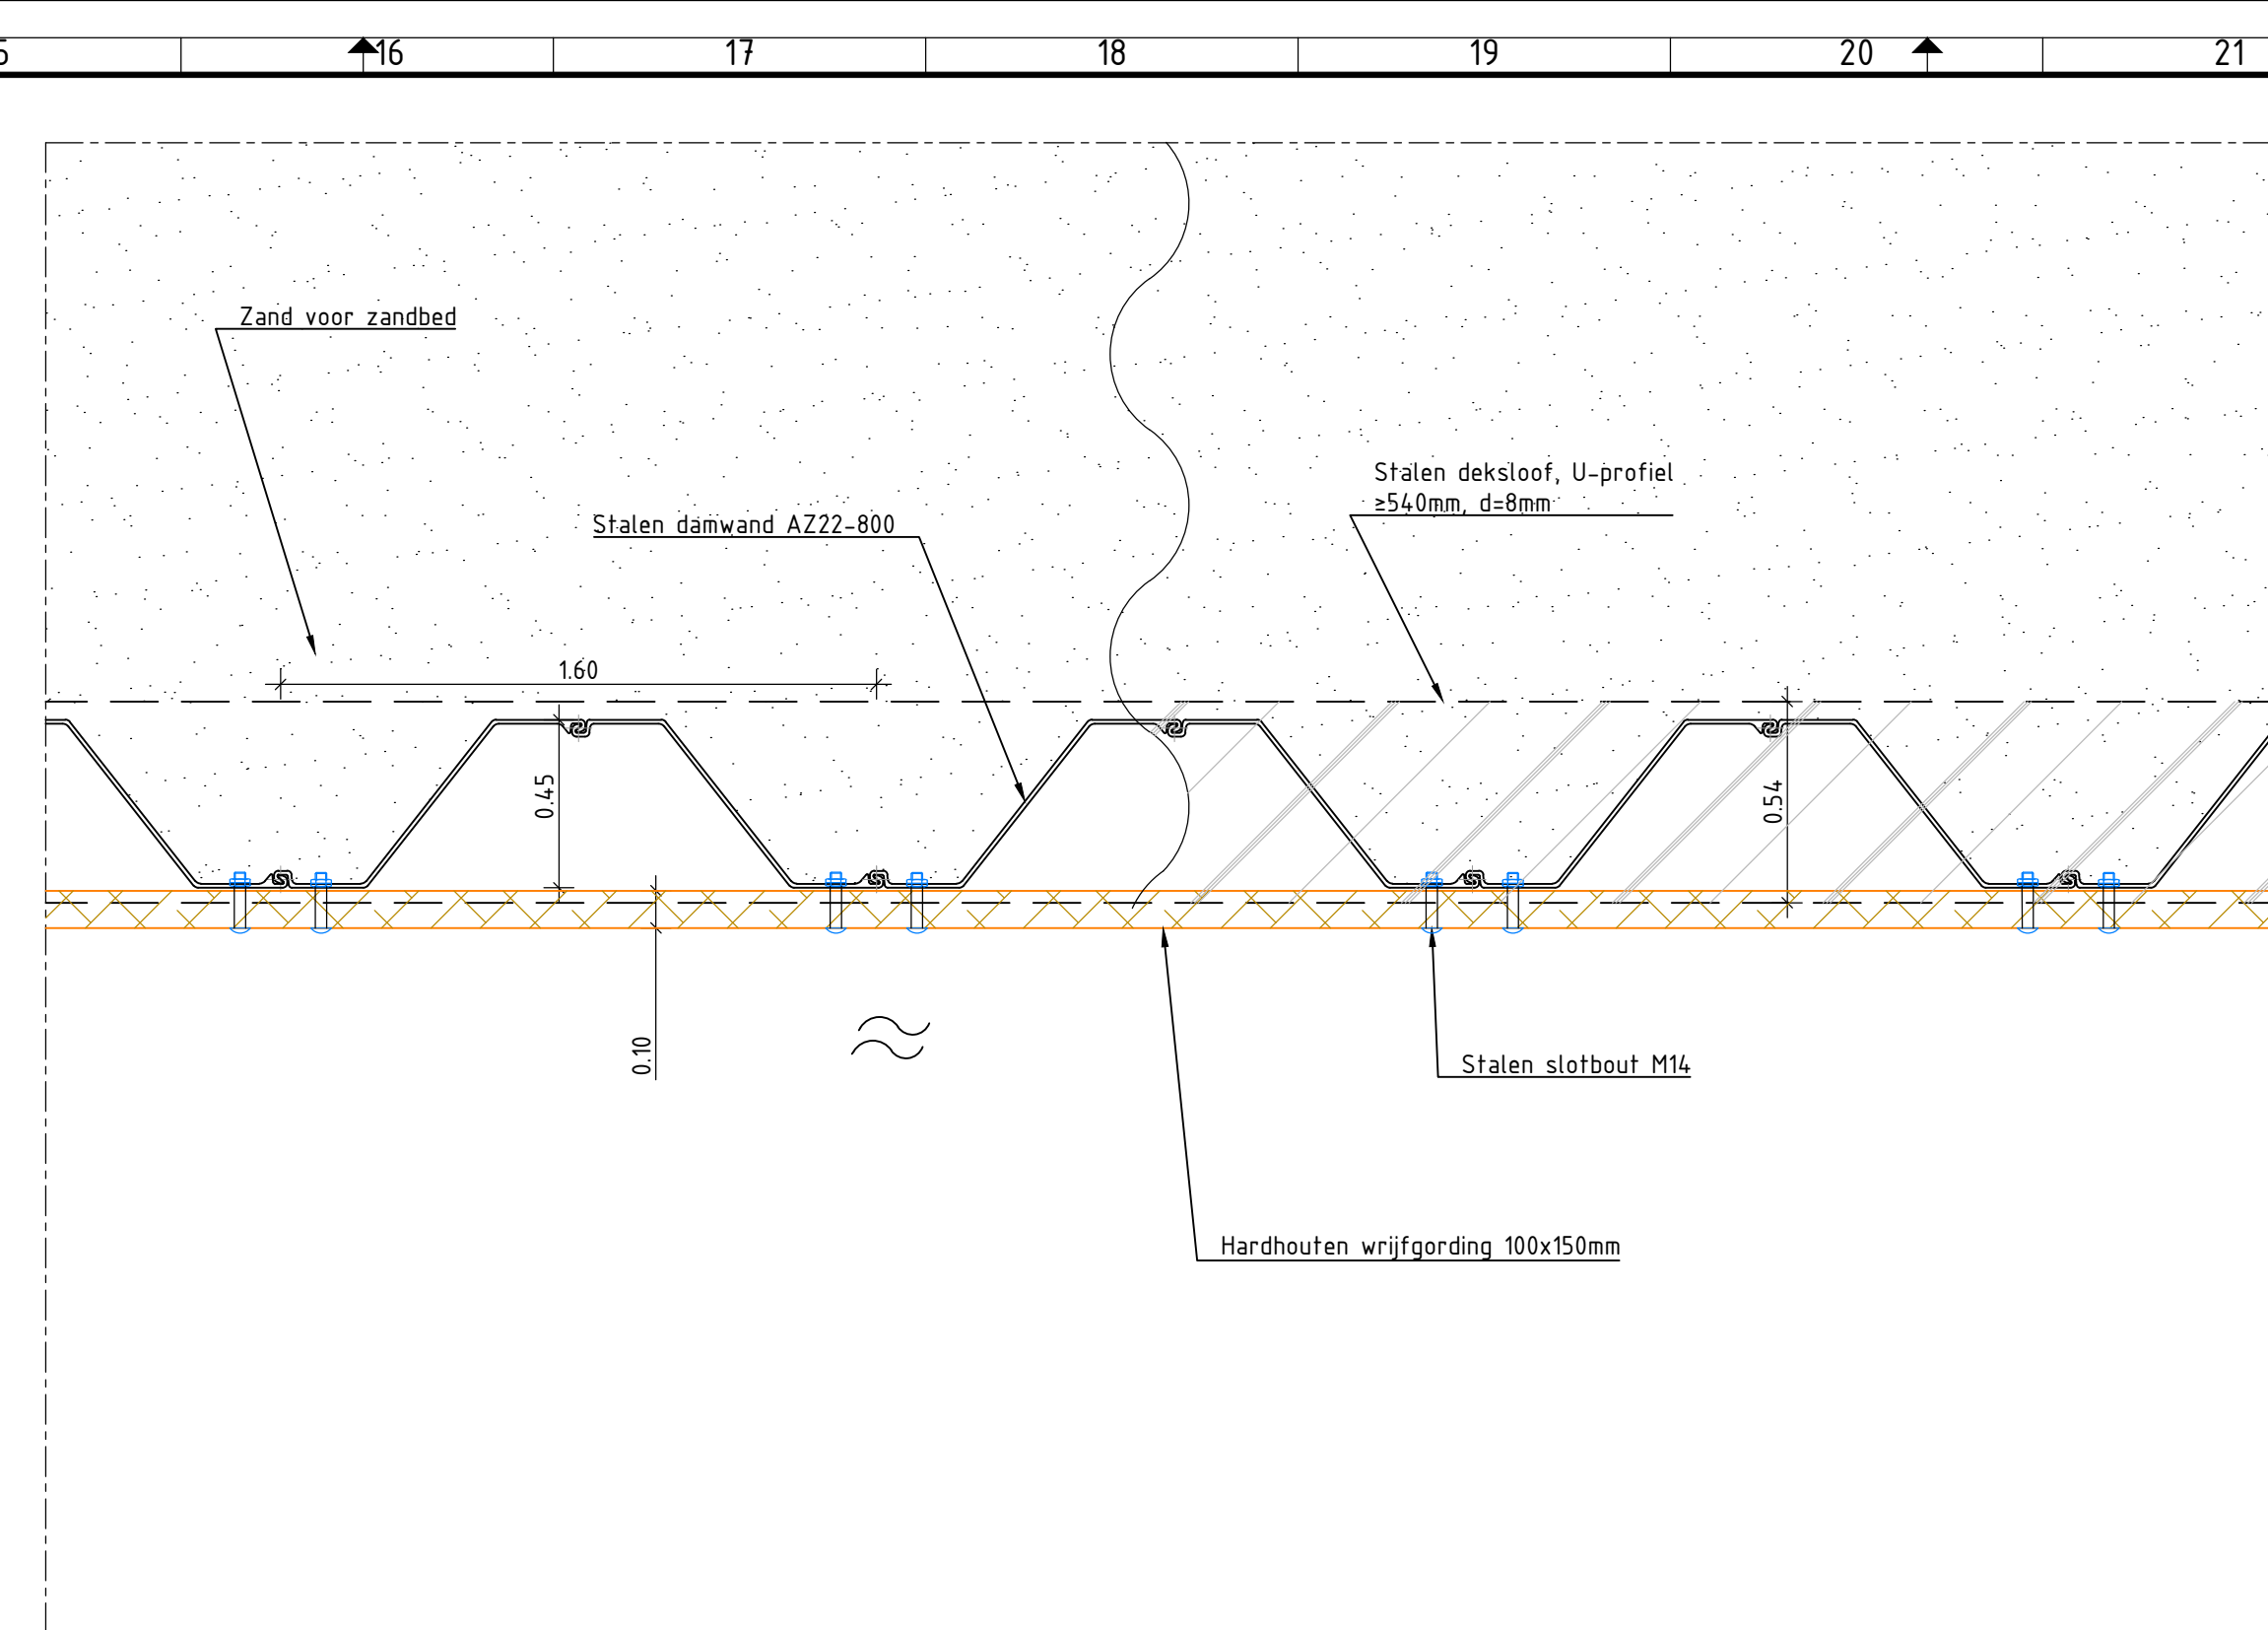 16
17
18
19
20
21
Zand voor zandbed
Stalen deksloof, U-profiel
≥540mm, d=8mm
Stalen damwand AZ22-800
1.60
0.45
0.54
0.10
Stalen slotbout M14
Hardhouten wrijfgording 100x150mm